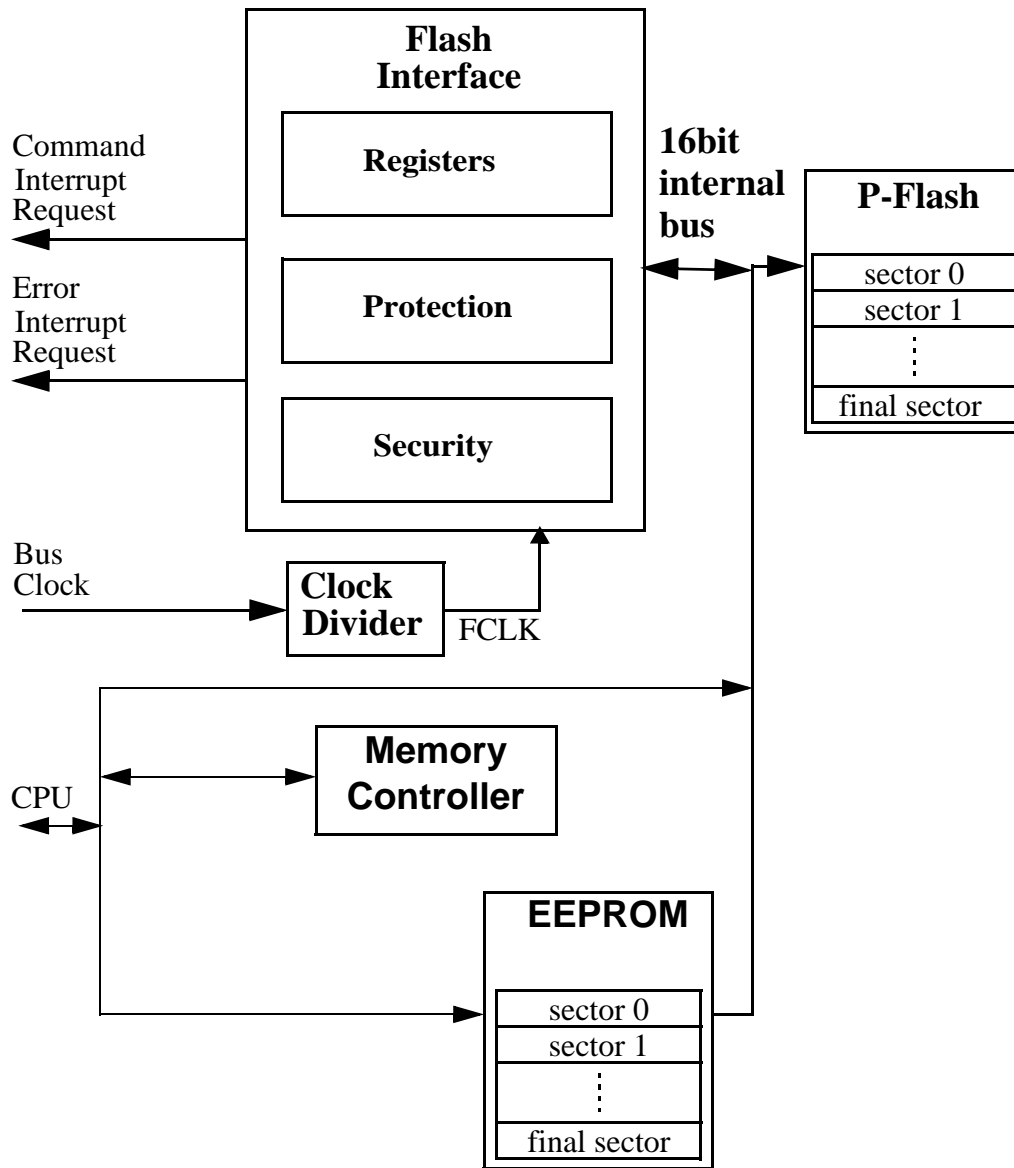 Flash
Interface
Registers
Protection
Security
Command
Interrupt
Request
Error
Interrupt
Request
16bit
internal
bus
P-Flash
sector 0
sector 1
final sector
Bus
Clock
Clock
Divider
FCLK
Memory
Controller
CPU
EEPROM
sector 0
sector 1
final sector